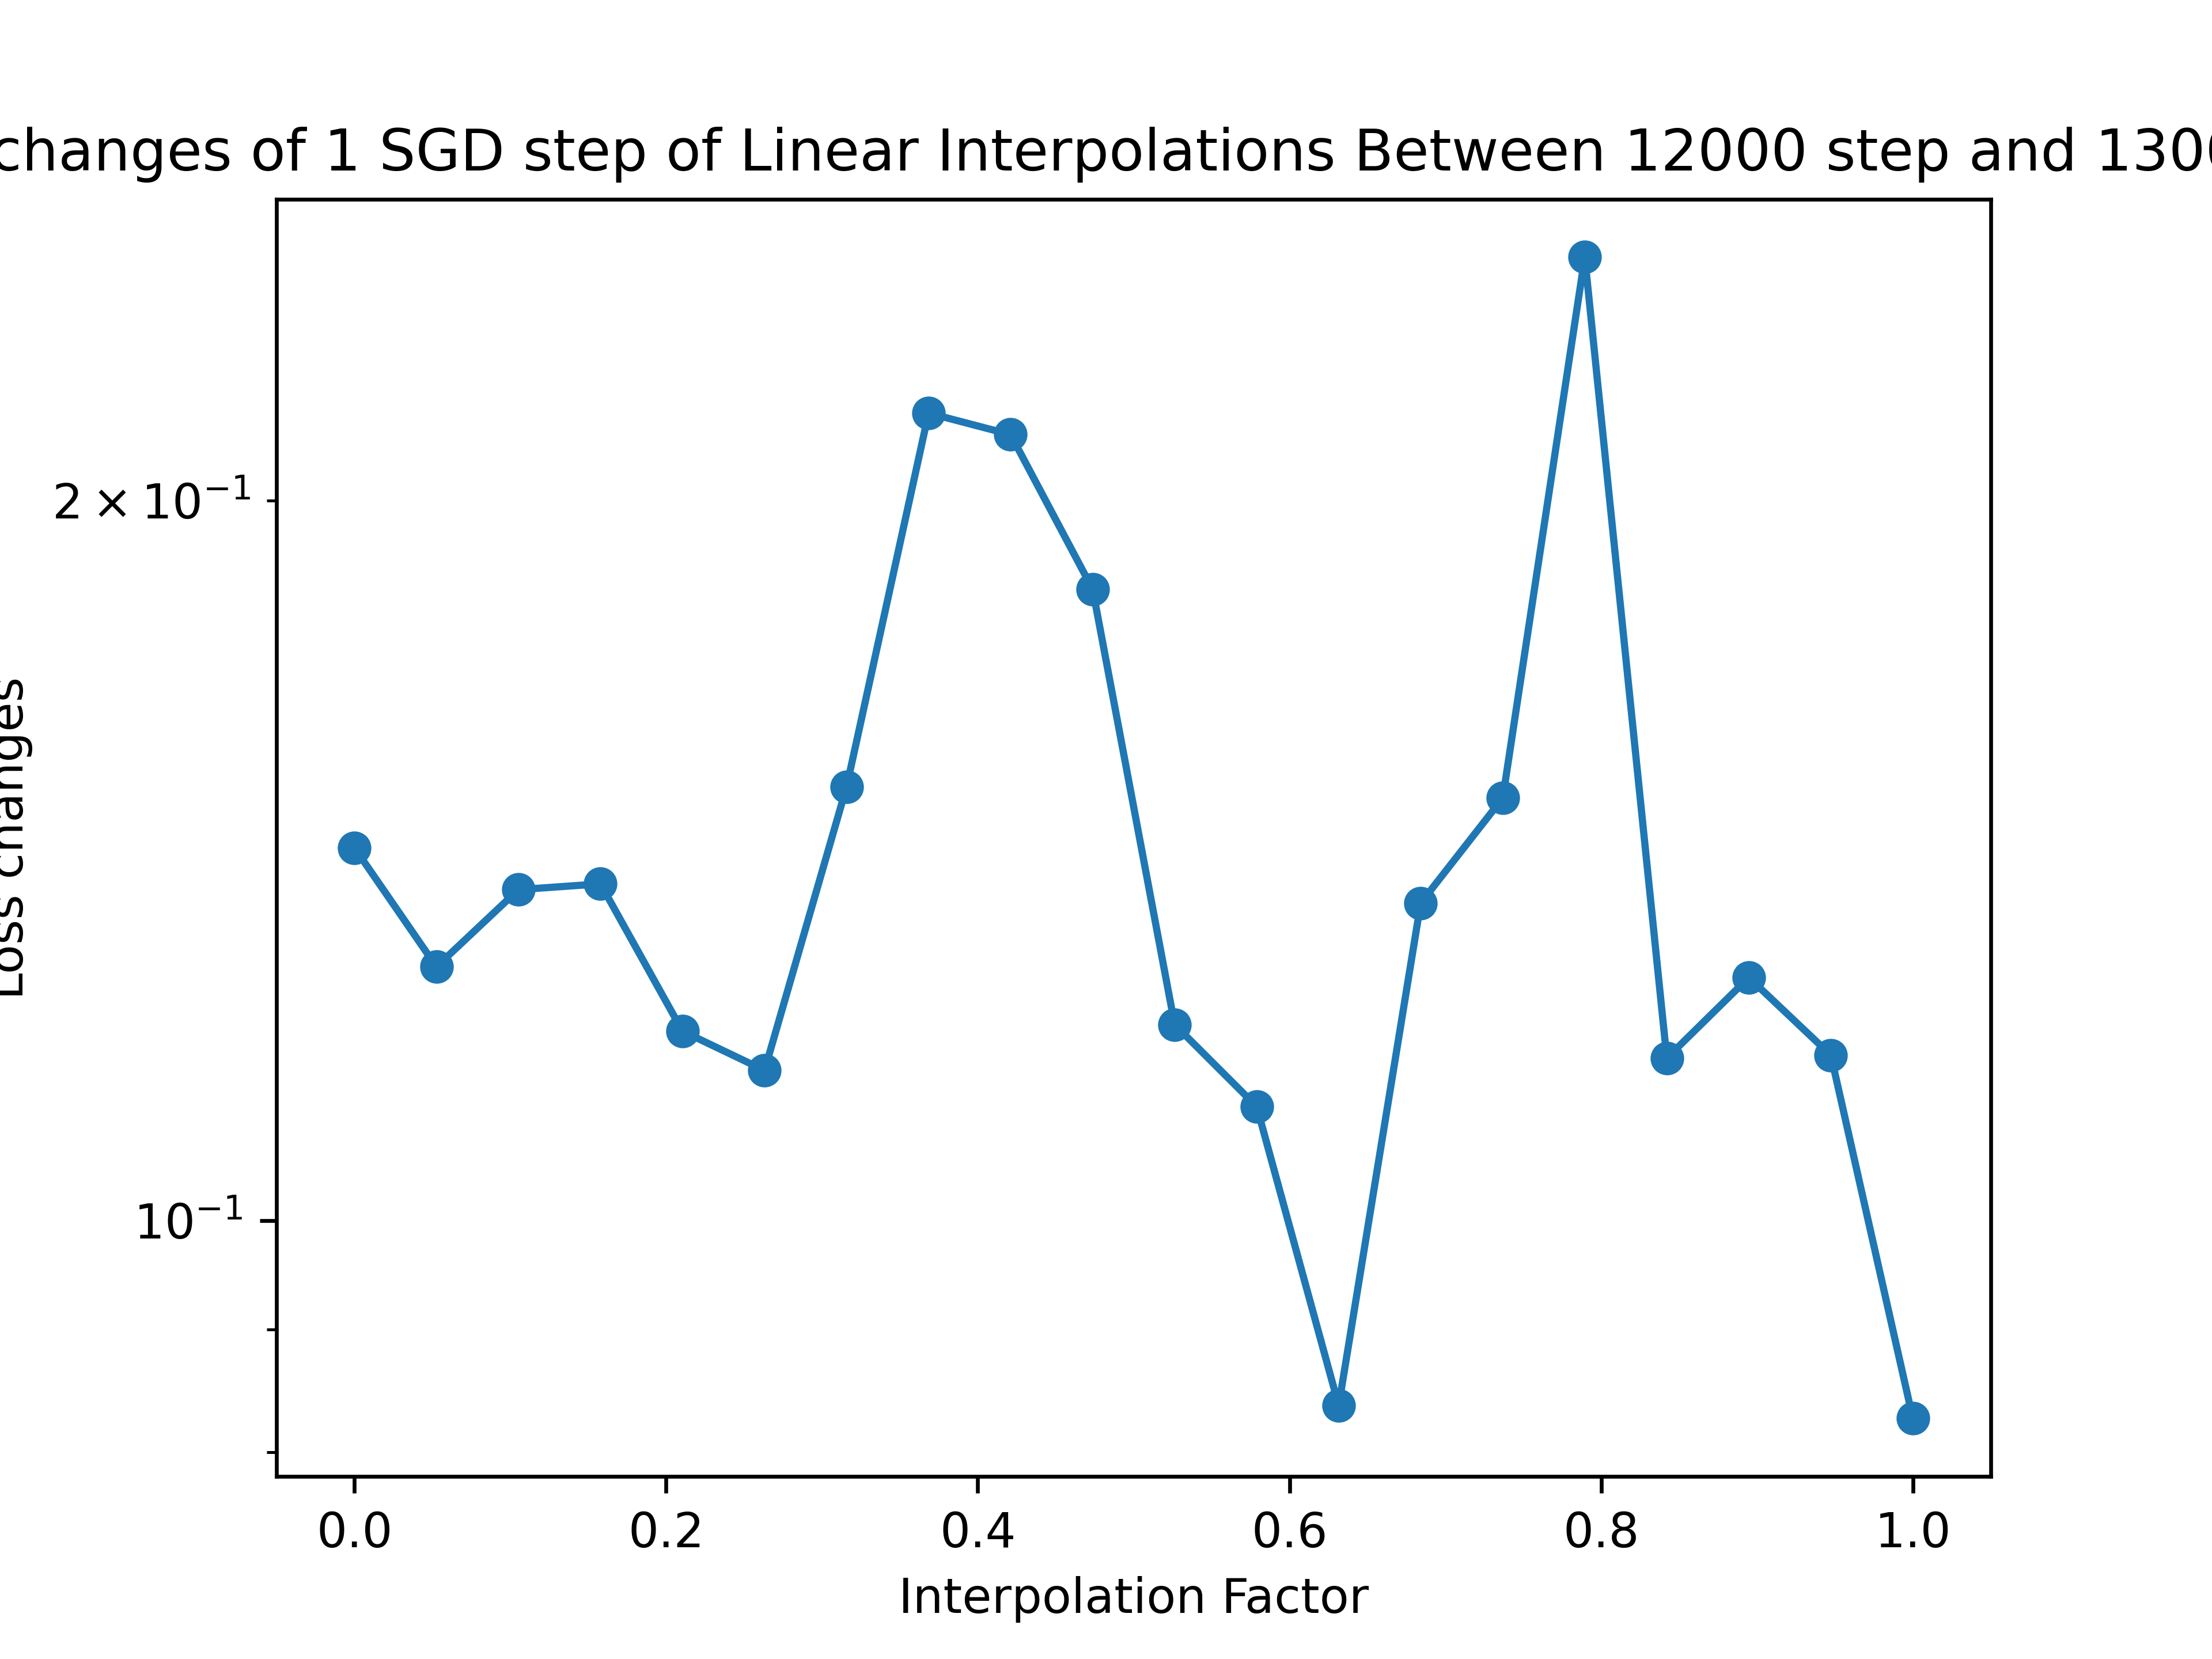 changes of 1 SGD step of Linear Interpolations Between 12000 step and 1300
Loss changes
2 × 10⁻¹
10⁻¹
0.0 0.2 0.4 0.6 0.8 1.0
Interpolation Factor